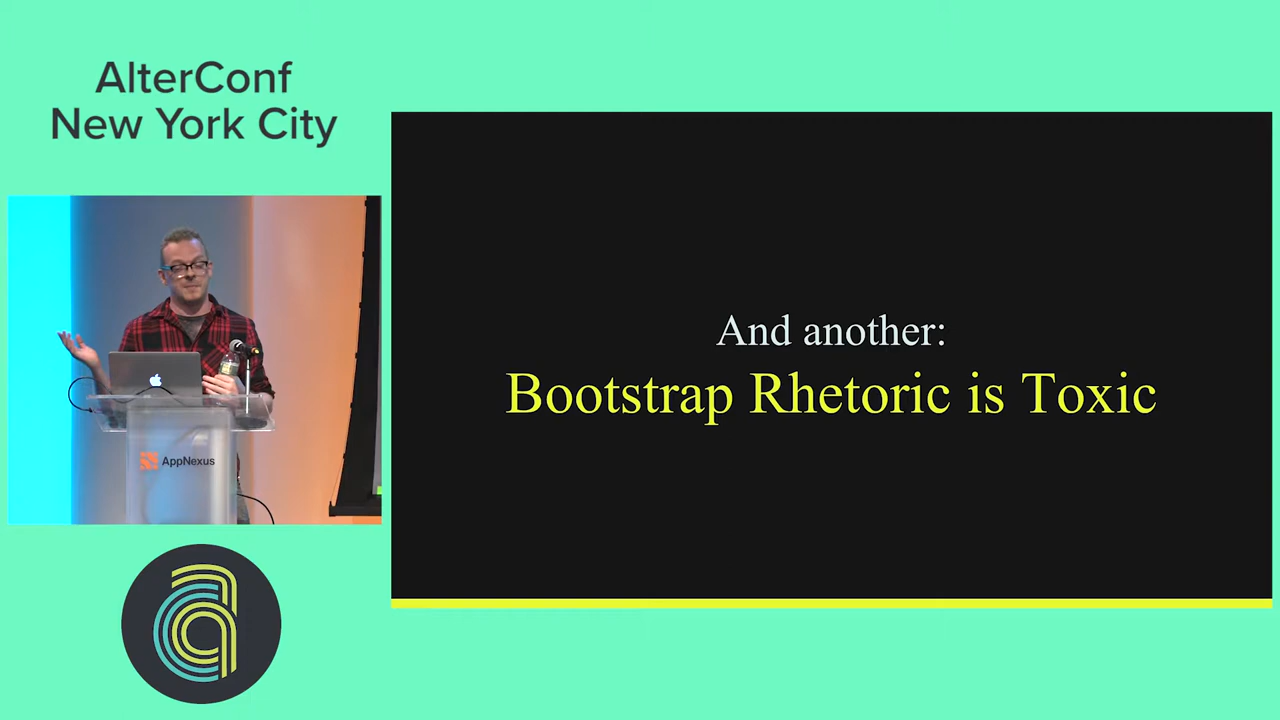 AlterConf
New York City
AppNexus
And another:
Bootstrap Rhetoric is Toxic